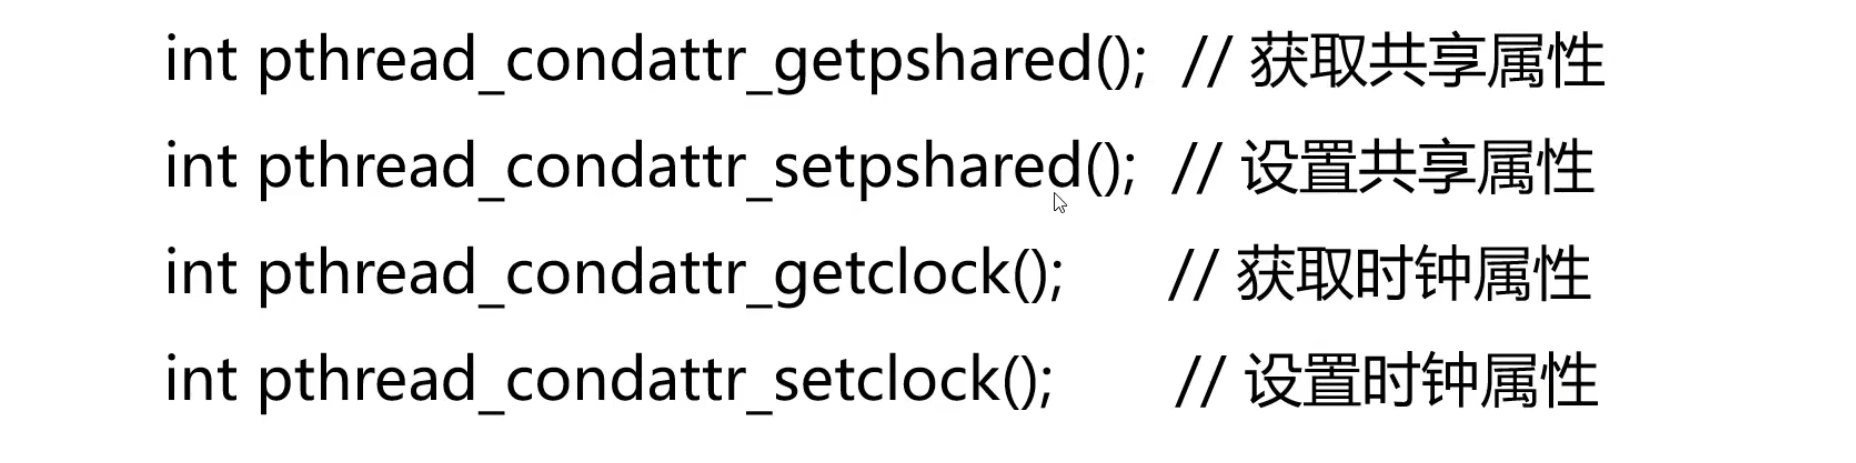 int pthread_condattr_getpshared(); // 获取共享属性
int pthread_condattr_setpshared(); // 设置共享属性
int pthread_condattr_getclock(); // 获取时钟属性
int pthread_condattr_setclock(); // 设置时钟属性